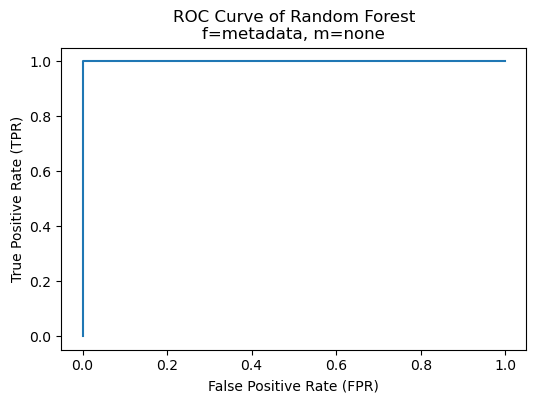 ROC Curve of Random Forest
f=metadata, m=none
True Positive Rate (TPR)
1.0
0.8
0.6
0.4
0.2
0.0
0.0 0.2 0.4 0.6 0.8 1.0
False Positive Rate (FPR)